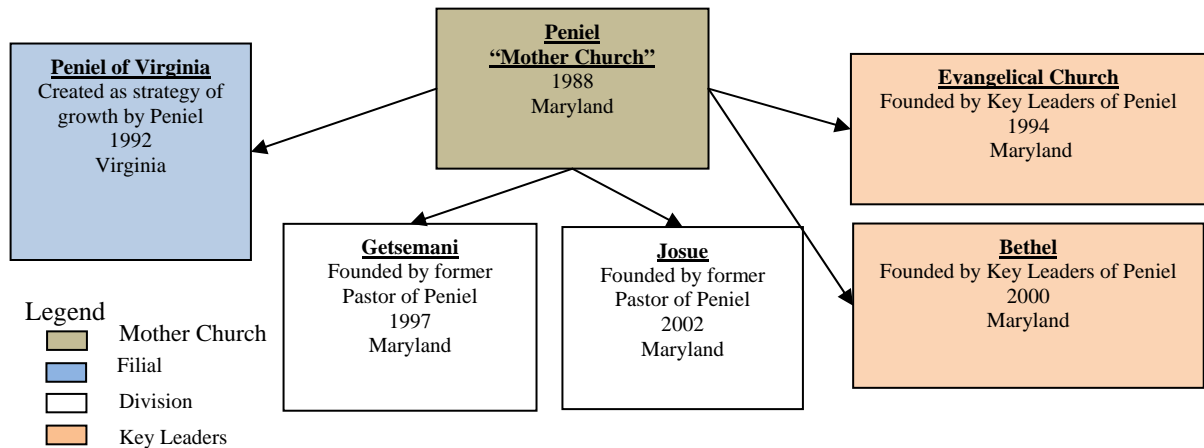 Peniel
“Mother Church”
1988
Maryland
Peniel of Virginia
Created as strategy of
growth by Peniel
1992
Virginia
Evangelical Church
Founded by Key Leaders of Peniel
1994
Maryland
Getsemani
Founded by former
Pastor of Peniel
1997
Maryland
Josue
Founded by former
Pastor of Peniel
2002
Maryland
Bethel
Founded by Key Leaders of Peniel
2000
Maryland
Legend
Mother Church
Filial
Division
Key Leaders